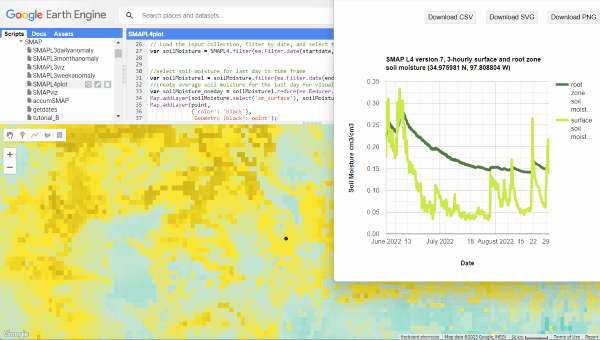 Google Earth Engine
Search places and datasets...
Scripts Docs Assets
SMAP
SMAPL3dailyanomaly
SMAPL3monthanomaly
SMAPL3viz
SMAPL3weekanomaly
SMAPL4plot
SMAPviz
accumSMAP
getdates
tutorial_B
SMAPL4plot
26 // Load the input collection, filter by date, and select t
27 var soilMoisture = SMAPL4.filter(ee.Filter.date(startdate,
//select soil moisture for last day in time frame
var soilMoisture1 = soilMoisture.filter(ee.Filter.date(end
//create average soil moisture for the last day for visual
var soilMoisture_oneday = soilMoisture1.reduce(ee.Reducer.
Map.addLayer(soilMoisture.select('sm_surface'), soilMoistu
Map.addLayer(point,
{'color': 'black'},
'Geometry [black]: point');
Download CSV Download SVG Download PNG
SMAP L4 version 7, 3-hourly surface and root zone
soil moisture (34.975981 N, 97.808804 W)
0.35
0.30
0.25
0.20
0.15
0.10
0.05
0.00
Soil Moisture cm3/cm3
June 2022 13 July 2022 18 August 2022 15 22 29
Date
root
zone
soil
moist...
surface
soil
moist...
Google
Keyboard shortcuts Map data ©2023 Google, INEGI 50 km Terms of Use Report